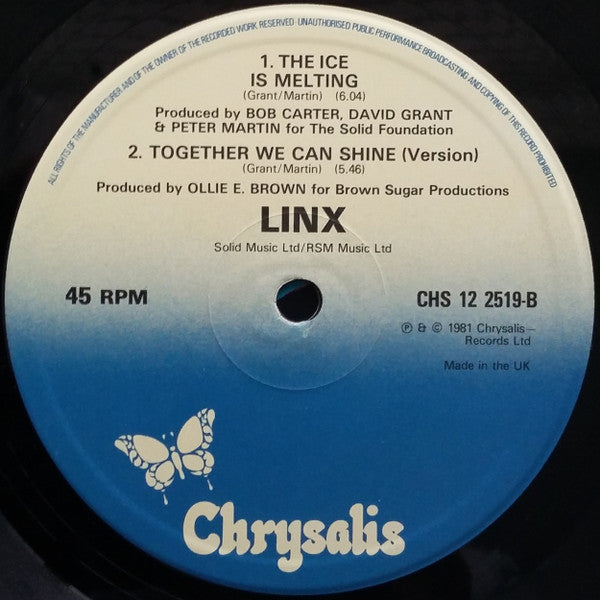 ALL RIGHTS OF THE MANUFACTURER AND OF THE OWNER OF THE RECORDED WORK RESERVED · UNAUTHORISED PUBLIC PERFORMANCE BROADCASTING AND COPYING OF THIS RECORD PROHIBITED
1. THE ICE
IS MELTING
(Grant/Martin) (6.04)
Produced by BOB CARTER, DAVID GRANT
& PETER MARTIN for The Solid Foundation
2. TOGETHER WE CAN SHINE (Version)
(Grant/Martin) (5.46)
Produced by OLLIE E. BROWN for Brown Sugar Productions
LINX
Solid Music Ltd/RSM Music Ltd
45 RPM
CHS 12 2519-B
℗ & © 1981 Chrysalis—
Records Ltd
Made in the UK
Chrysalis